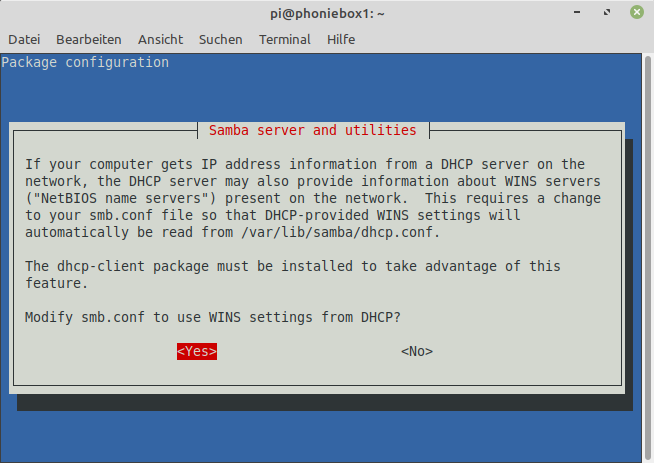 pi@phoniebox1: ~
Datei Bearbeiten Ansicht Suchen Terminal Hilfe
Package configuration
Samba server and utilities
If your computer gets IP address information from a DHCP server on the
network, the DHCP server may also provide information about WINS servers
("NetBIOS name servers") present on the network.  This requires a change
to your smb.conf file so that DHCP-provided WINS settings will
automatically be read from /var/lib/samba/dhcp.conf.
The dhcp-client package must be installed to take advantage of this
feature.
Modify smb.conf to use WINS settings from DHCP?
<Yes> <No>